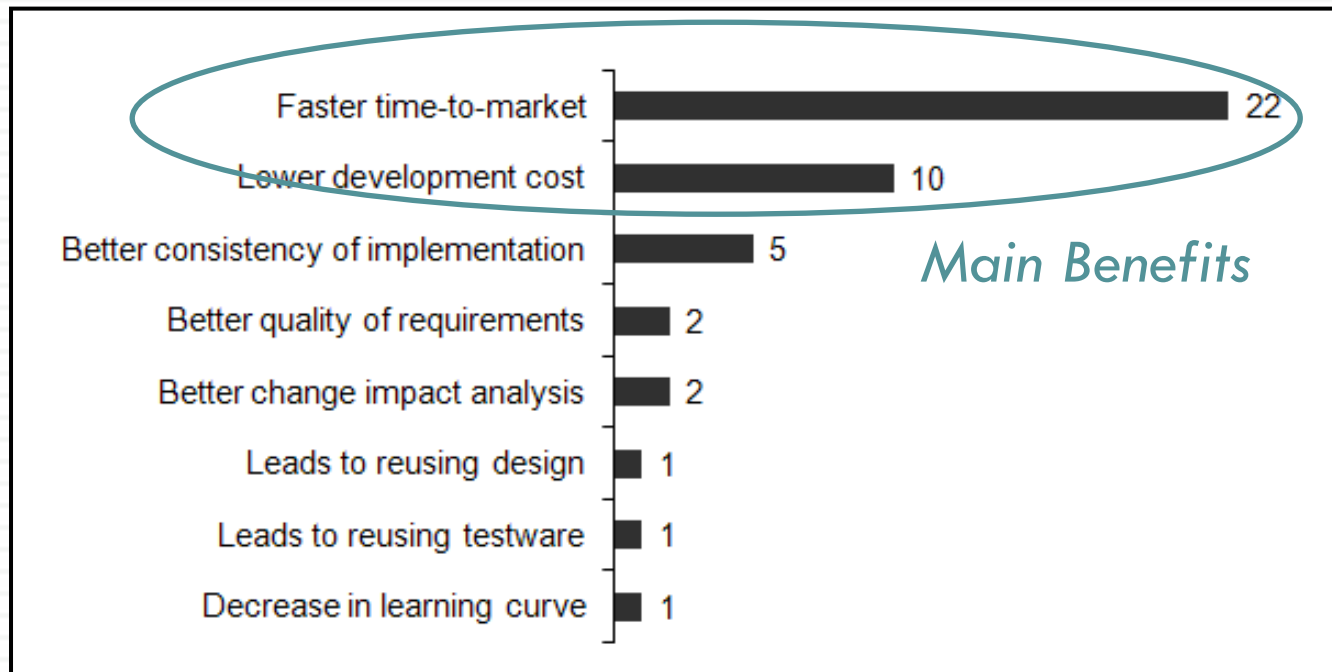 Faster time-to-market 22
Lower development cost 10
Better consistency of implementation 5
Main Benefits
Better quality of requirements 2
Better change impact analysis 2
Leads to reusing design 1
Leads to reusing testware 1
Decrease in learning curve 1